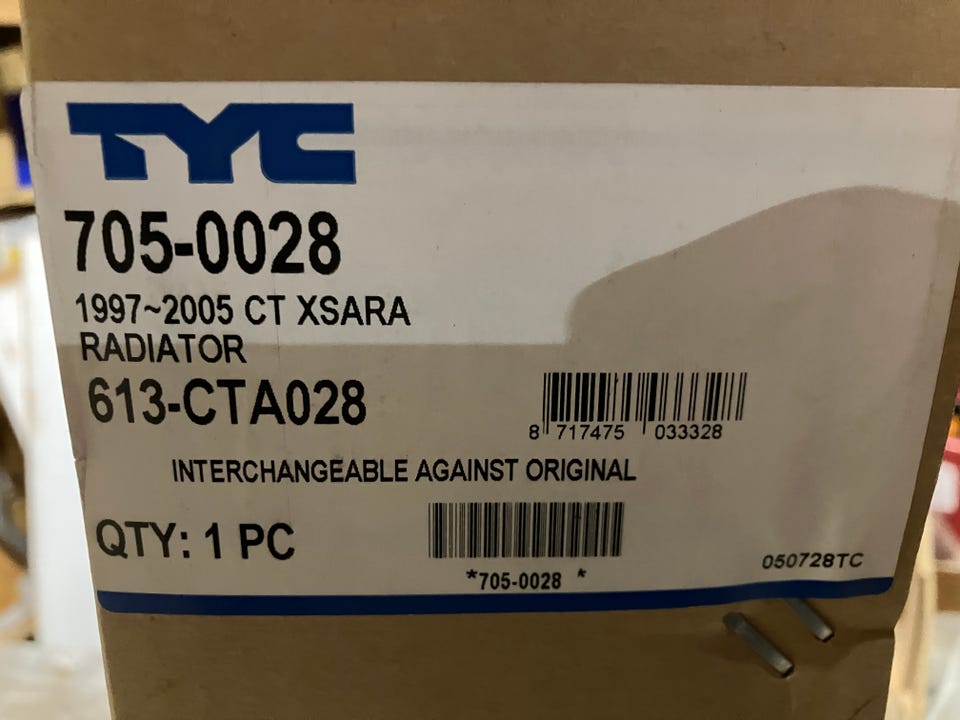 TYC
705-0028
1997~2005 CT XSARA
RADIATOR
613-CTA028
8 717475 033328
INTERCHANGEABLE AGAINST ORIGINAL
QTY: 1 PC
*705-0028 *
050728TC